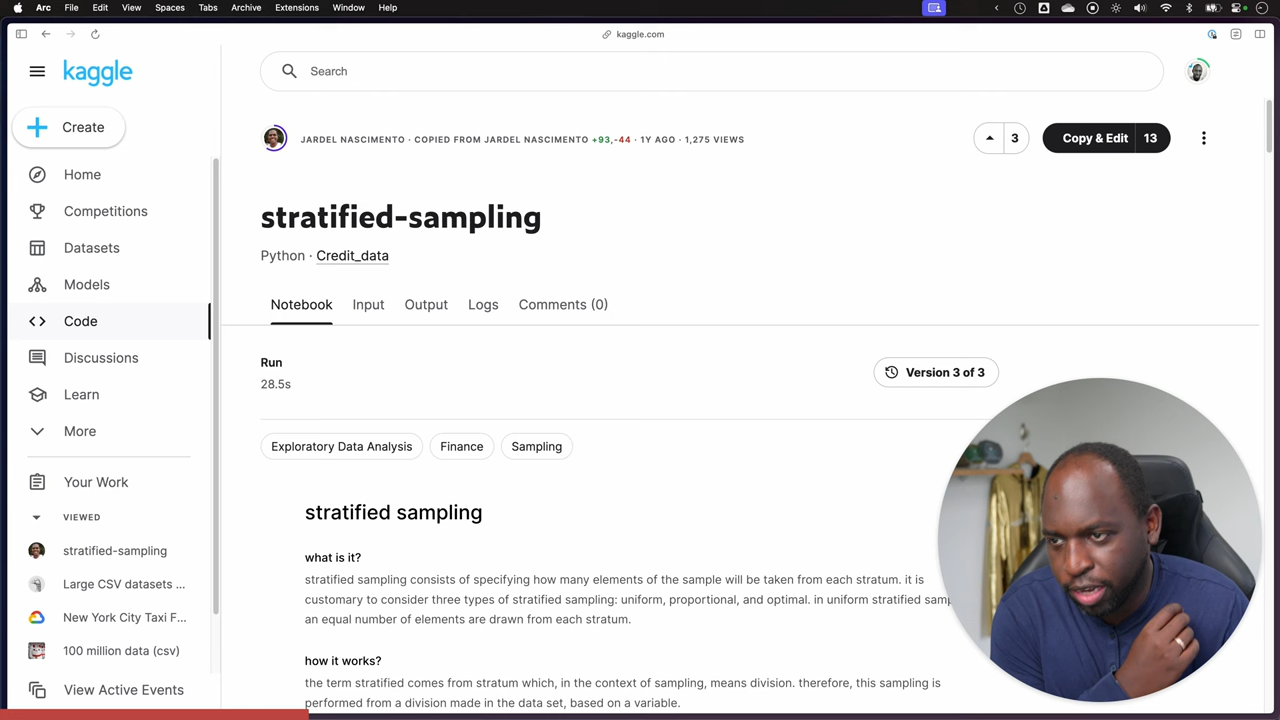 Arc File Edit View Spaces Tabs Archive Extensions Window Help
kaggle.com
kaggle
Search
Create
JARDEL NASCIMENTO · COPIED FROM JARDEL NASCIMENTO +93,-44 · 1Y AGO · 1,275 VIEWS
3
Copy & Edit 13
Home
Competitions
Datasets
Models
Code
Discussions
Learn
More
Your Work
VIEWED
stratified-sampling
Large CSV datasets ...
New York City Taxi F...
100 million data (csv)
View Active Events
stratified-sampling
Python · Credit_data
Notebook Input Output Logs Comments (0)
Run
28.5s
Version 3 of 3
Exploratory Data Analysis Finance Sampling
stratified sampling
what is it?
stratified sampling consists of specifying how many elements of the sample will be taken from each stratum. it is
customary to consider three types of stratified sampling: uniform, proportional, and optimal. in uniform stratified
an equal number of elements are drawn from each stratum.
how it works?
the term stratified comes from stratum which, in the context of sampling, means division. therefore, this sampling is
performed from a division made in the data set, based on a variable.